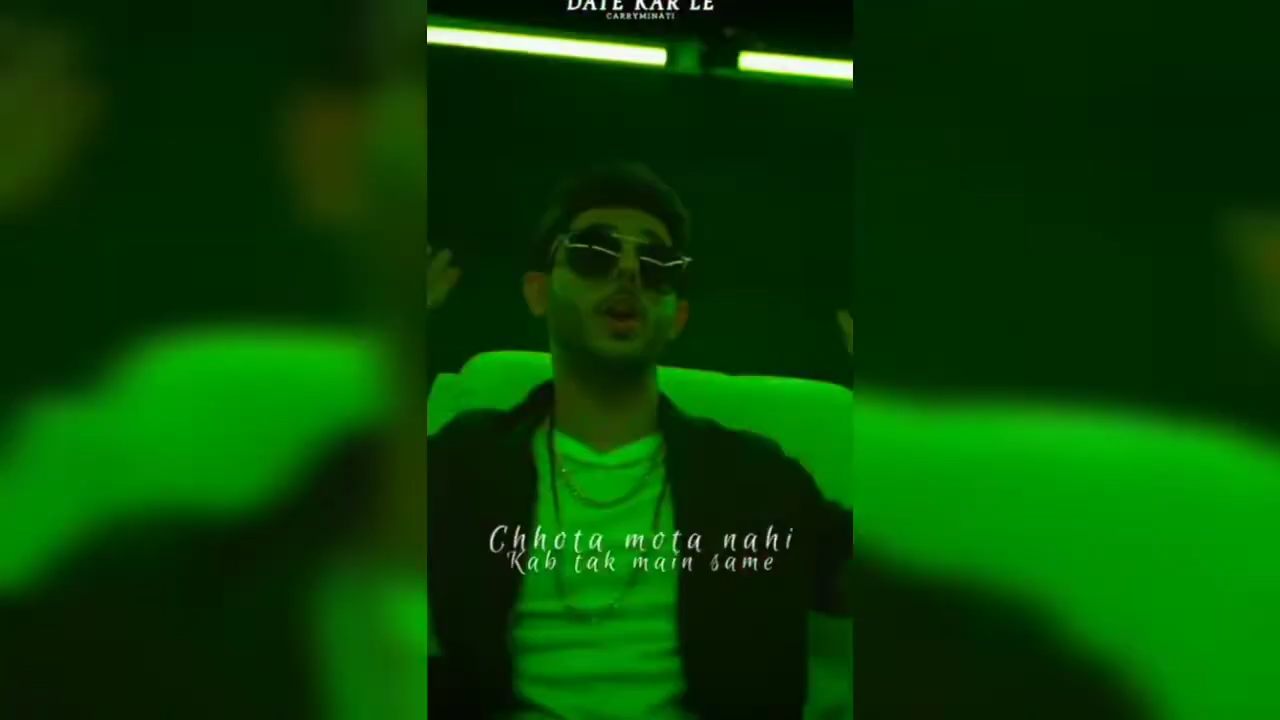 DATE KAR LE
CARRYMINATI
Chhota mota nahi
Kab tak main same